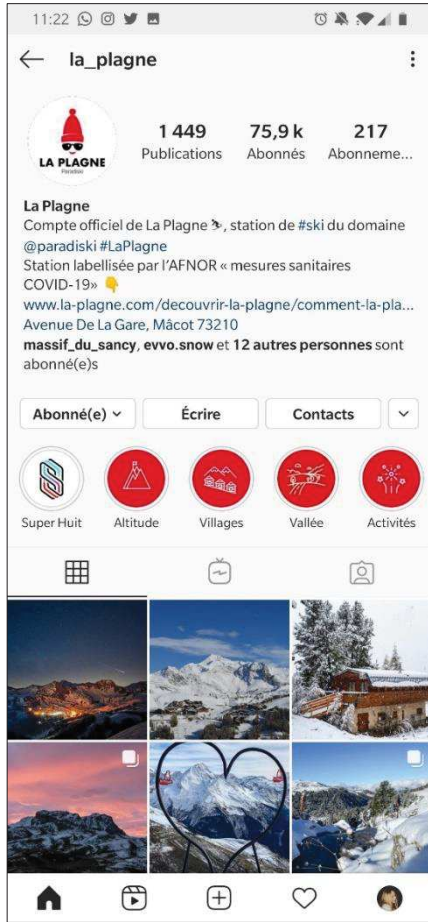 11:22
la_plagne
LA PLAGNE
Paradiski
1 449 75,9 k 217
Publications Abonnés Abonneme...
La Plagne
Compte officiel de La Plagne ⛷, station de #ski du domaine
@paradiski #LaPlagne
Station labellisée par l'AFNOR « mesures sanitaires
COVID-19» 👇
www.la-plagne.com/decouvrir-la-plagne/comment-la-pla...
Avenue De La Gare, Mâcot 73210
massif_du_sancy, evvo.snow et 12 autres personnes sont
abonné(e)s
Abonné(e) Écrire Contacts
Super Huit Altitude Villages Vallée Activités